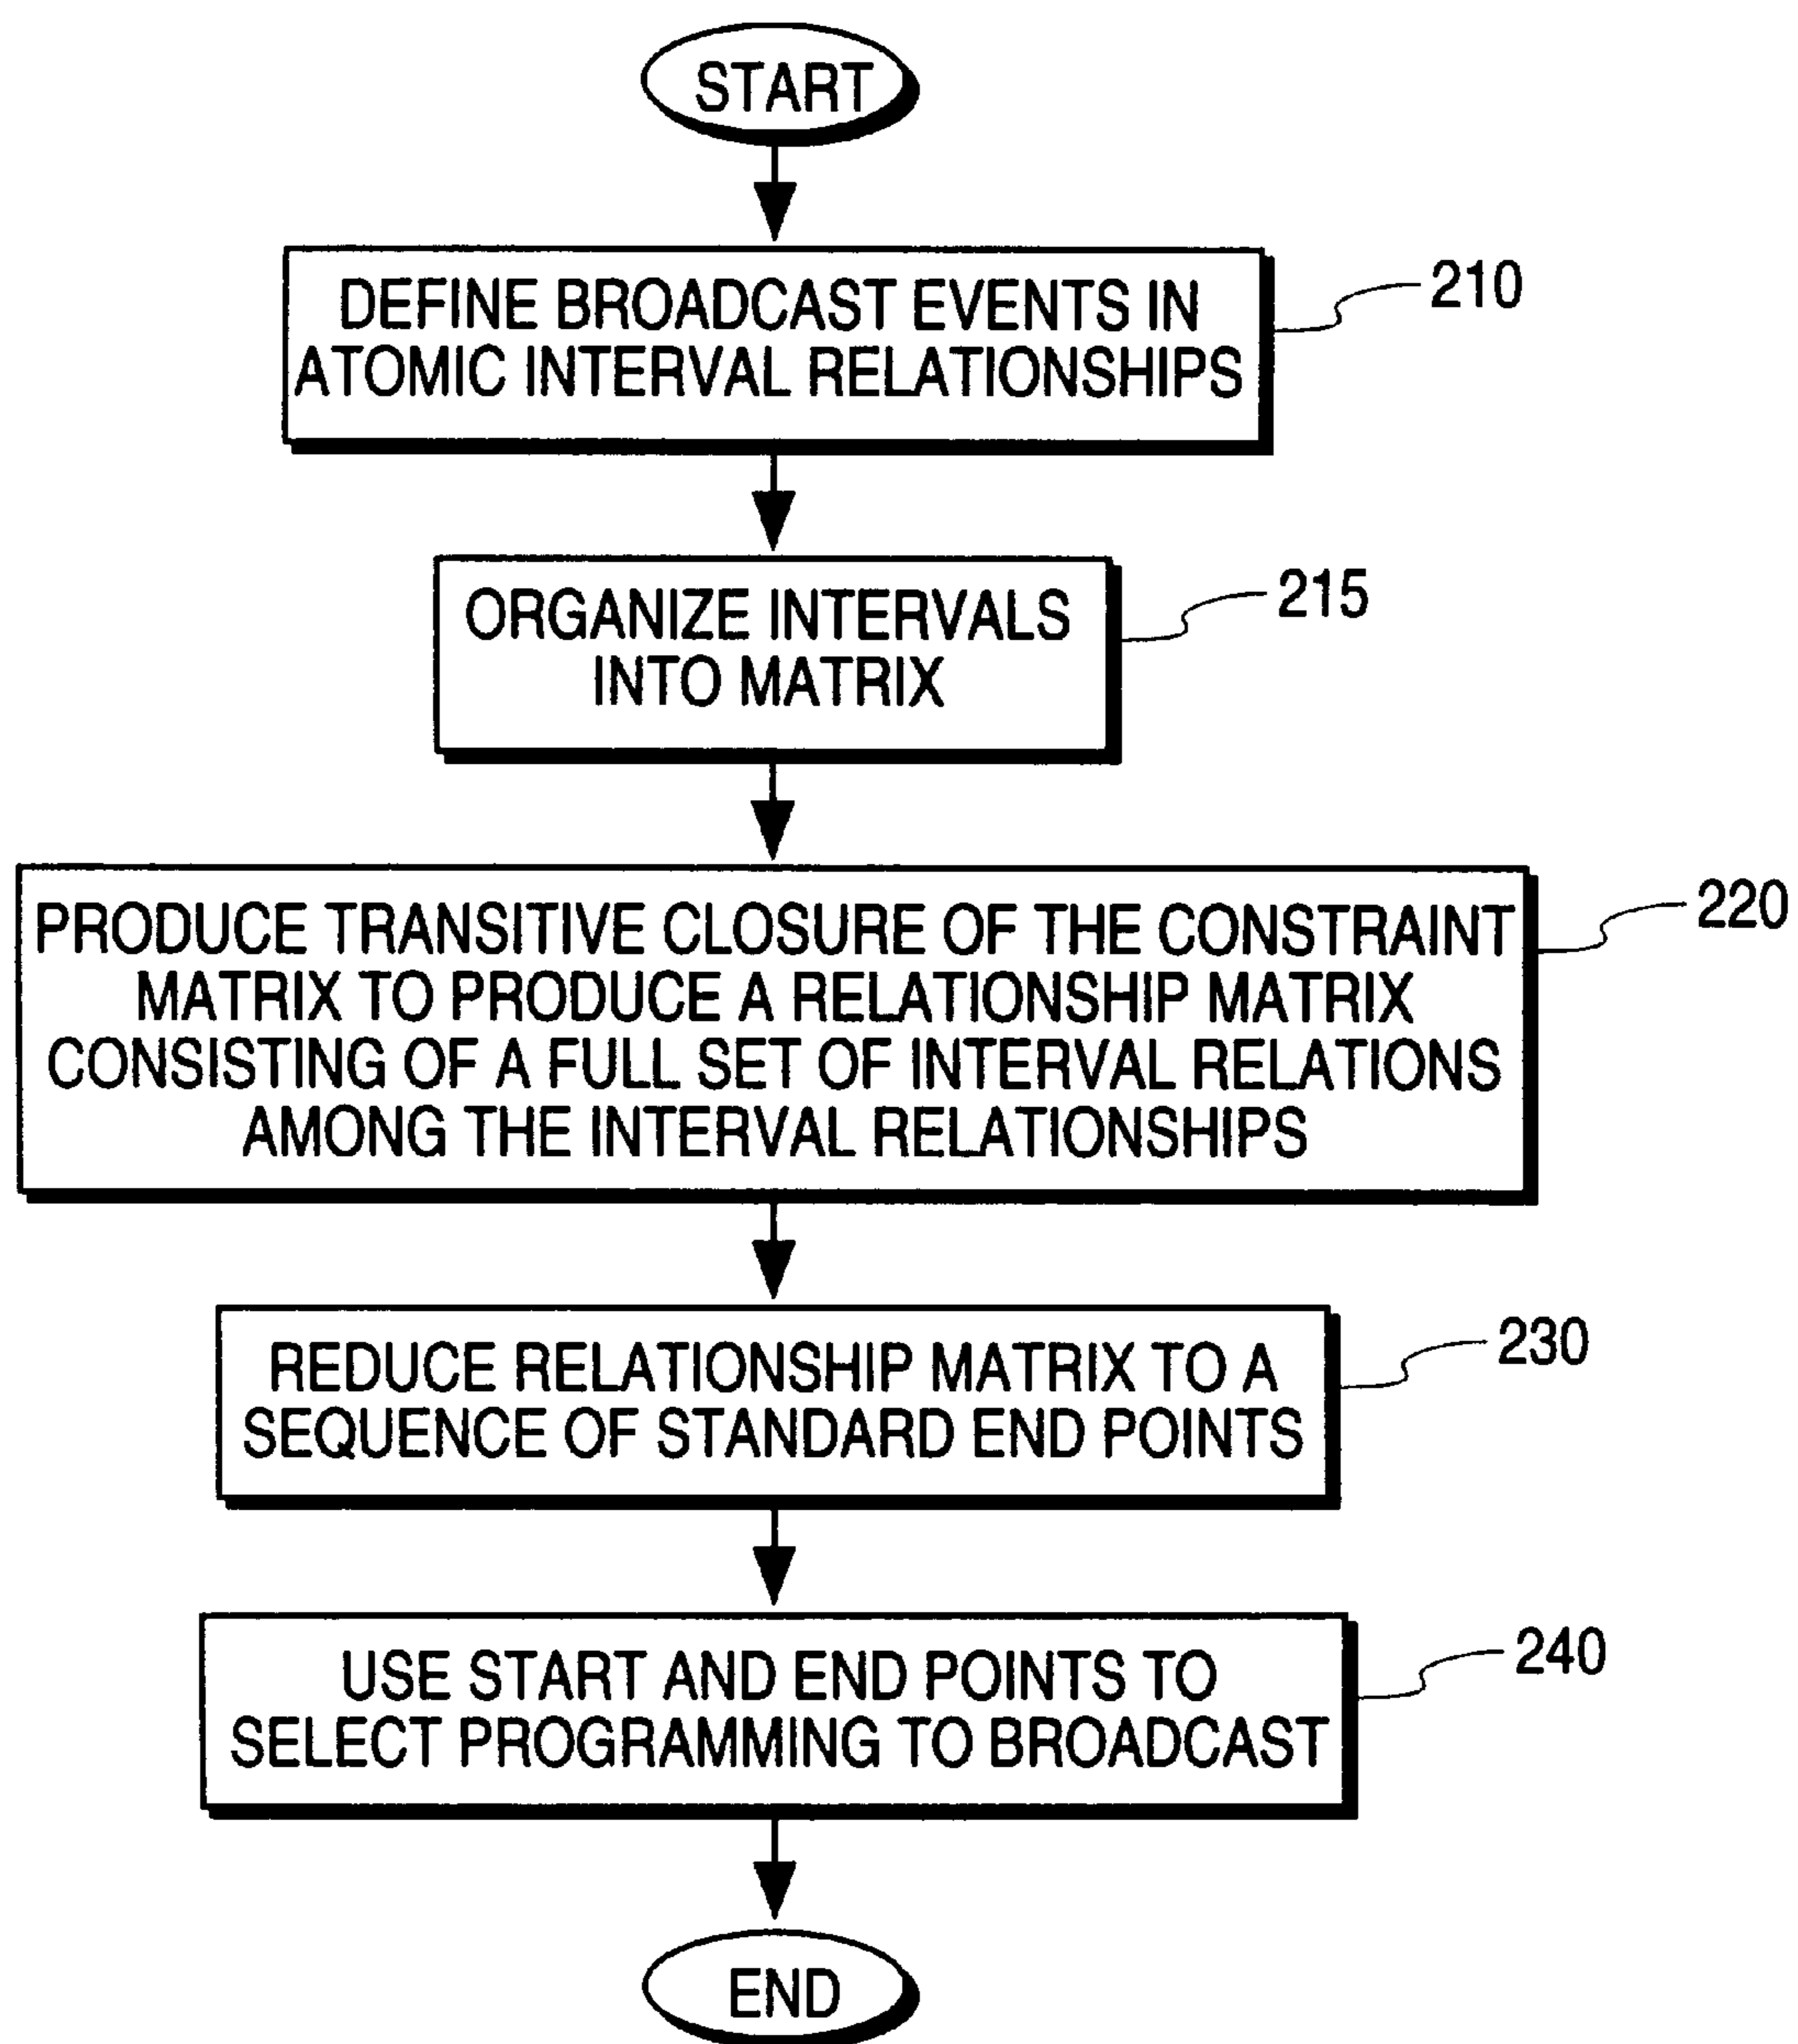 START
DEFINE BROADCAST EVENTS IN
ATOMIC INTERVAL RELATIONSHIPS
210
ORGANIZE INTERVALS
INTO MATRIX
215
PRODUCE TRANSITIVE CLOSURE OF THE CONSTRAINT
MATRIX TO PRODUCE A RELATIONSHIP MATRIX
CONSISTING OF A FULL SET OF INTERVAL RELATIONS
AMONG THE INTERVAL RELATIONSHIPS
220
REDUCE RELATIONSHIP MATRIX TO A
SEQUENCE OF STANDARD END POINTS
230
USE START AND END POINTS TO
SELECT PROGRAMMING TO BROADCAST
240
END